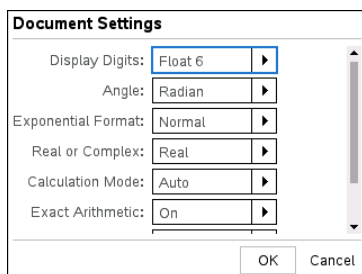 Document Settings
Display Digits: Float 6
Angle: Radian
Exponential Format: Normal
Real or Complex: Real
Calculation Mode: Auto
Exact Arithmetic: On
OK Cancel